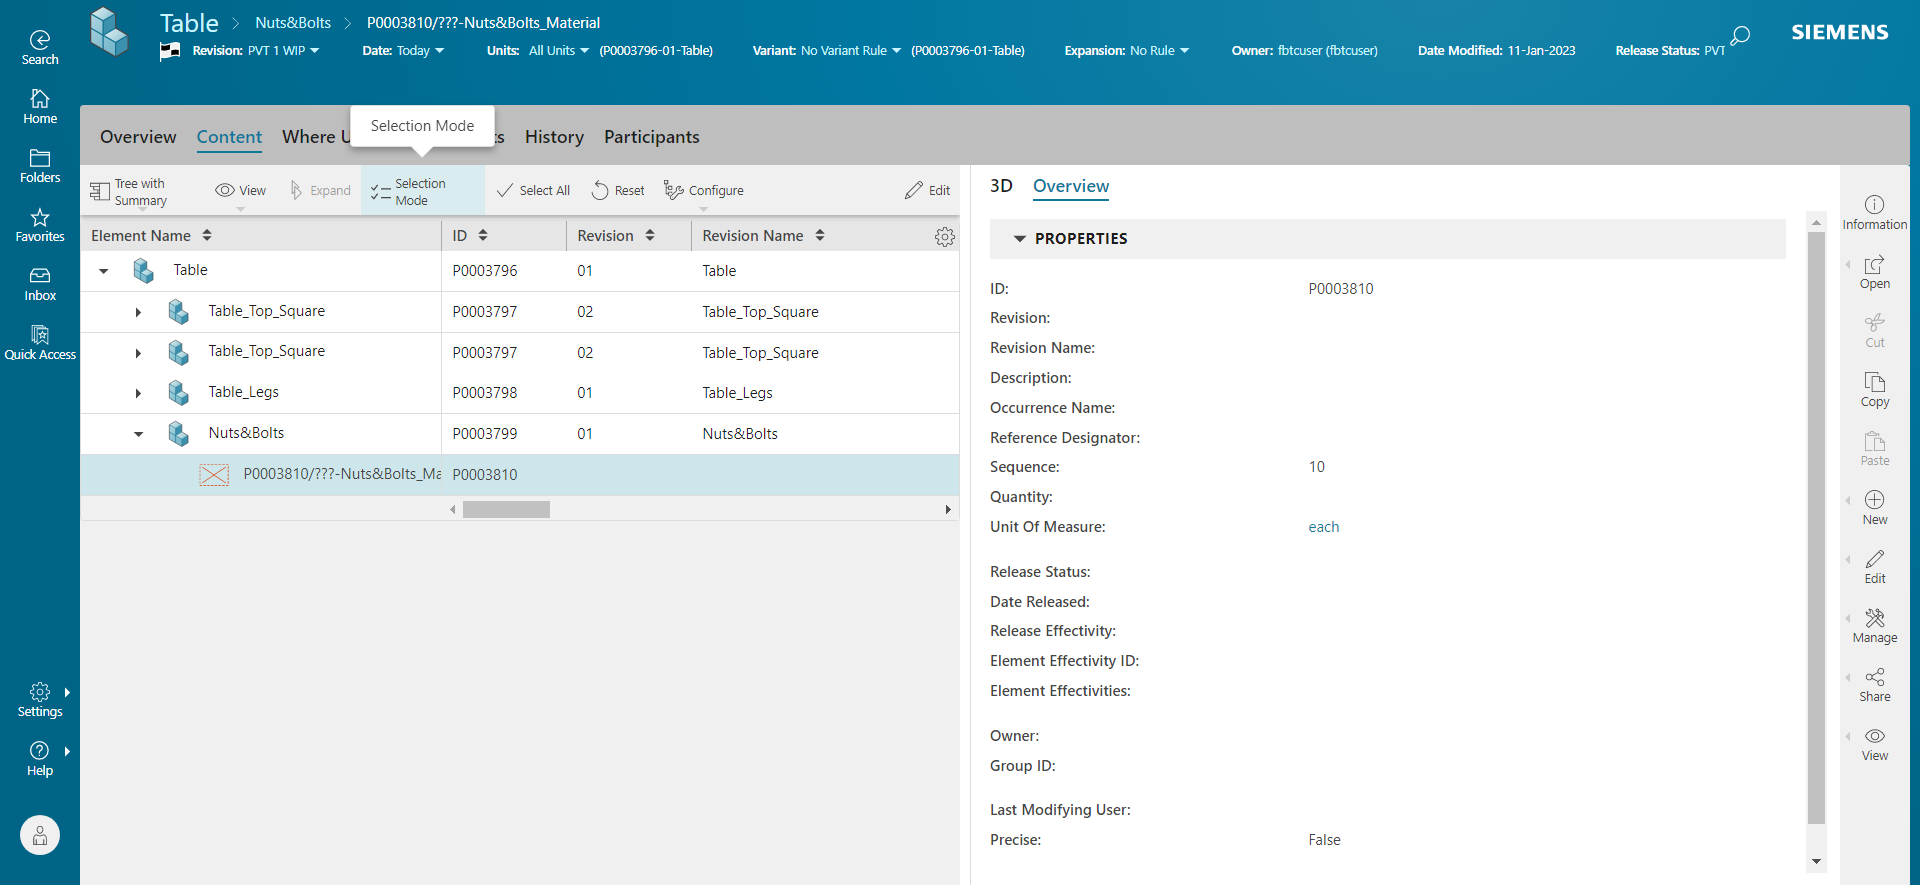 Table
Nuts&Bolts
P0003810/???-Nuts&Bolts_Material
Revision: PVT 1 WIP
Date: Today
Units: All Units
(P0003796-01-Table)
Variant: No Variant Rule
(P0003796-01-Table)
Expansion: No Rule
Owner: fbtcuser (fbtcuser)
Date Modified: 11-Jan-2023
Release Status: PVT
SIEMENS
Search
Home
Folders
Favorites
Inbox
Quick Access
Settings
Help
Overview
Content
Where U
Selection Mode
ts
History
Participants
Tree with
Summary
View
Expand
Selection
Mode
Select All
Reset
Configure
Edit
Element Name
ID
Revision
Revision Name
Table
P0003796
01
Table
Table_Top_Square
P0003797
02
Table_Top_Square
Table_Top_Square
P0003797
02
Table_Top_Square
Table_Legs
P0003798
01
Table_Legs
Nuts&Bolts
P0003799
01
Nuts&Bolts
P0003810/???-Nuts&Bolts_Ma
P0003810
3D
Overview
PROPERTIES
ID: P0003810
Revision:
Revision Name:
Description:
Occurrence Name:
Reference Designator:
Sequence: 10
Quantity:
Unit Of Measure: each
Release Status:
Date Released:
Release Effectivity:
Element Effectivity ID:
Element Effectivities:
Owner:
Group ID:
Last Modifying User:
Precise: False
Information
Open
Cut
Copy
Paste
New
Edit
Manage
Share
View